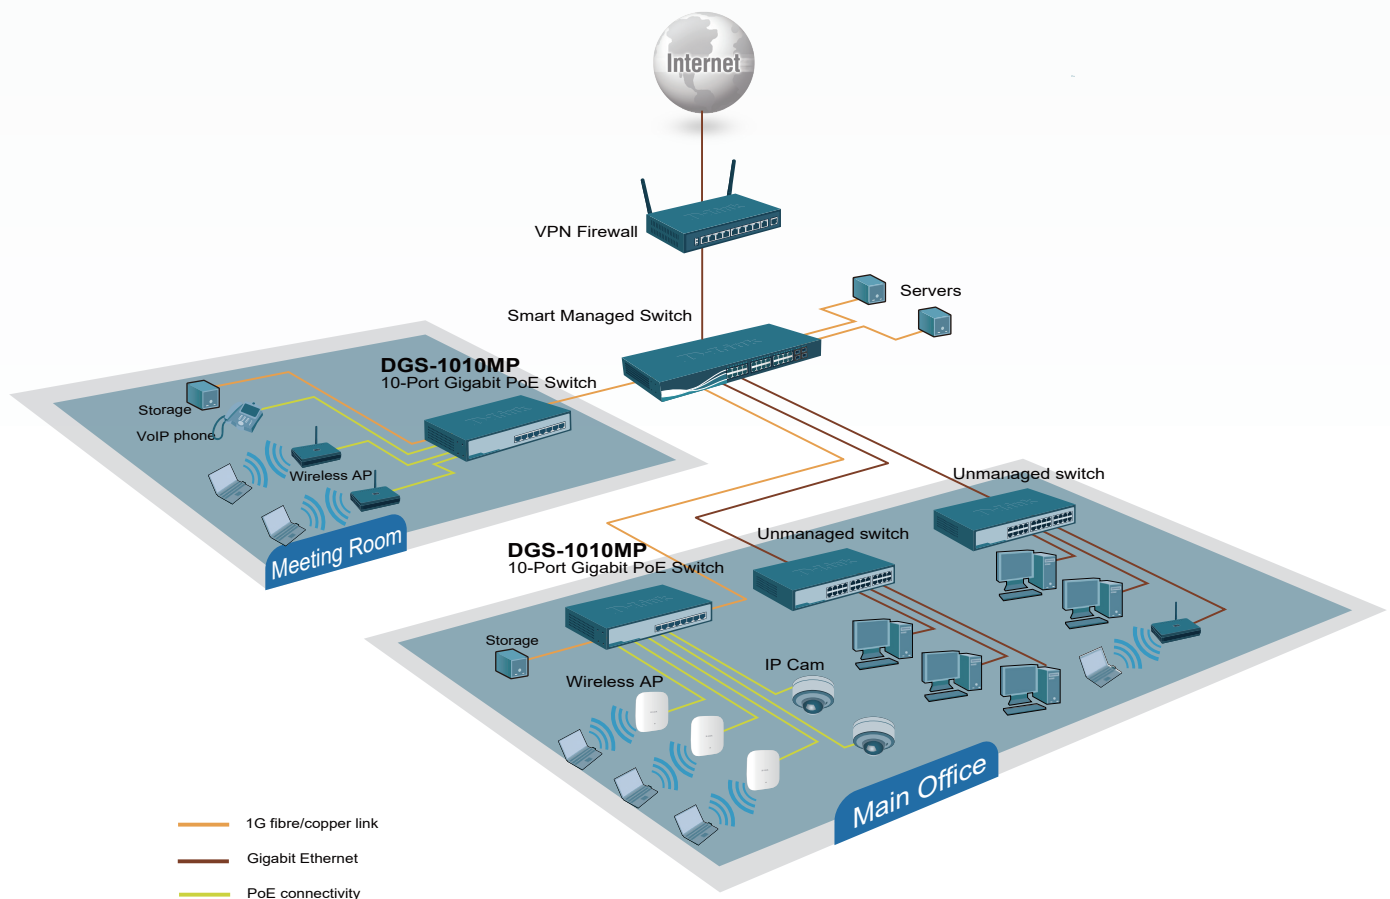 Internet
VPN Firewall
Servers
Smart Managed Switch
DGS-1010MP
10-Port Gigabit PoE Switch
Storage
VoIP phone
Wireless AP
Meeting Room
Unmanaged switch
Unmanaged switch
DGS-1010MP
10-Port Gigabit PoE Switch
Storage
IP Cam
Wireless AP
Main Office
1G fibre/copper link
Gigabit Ethernet
PoE connectivity